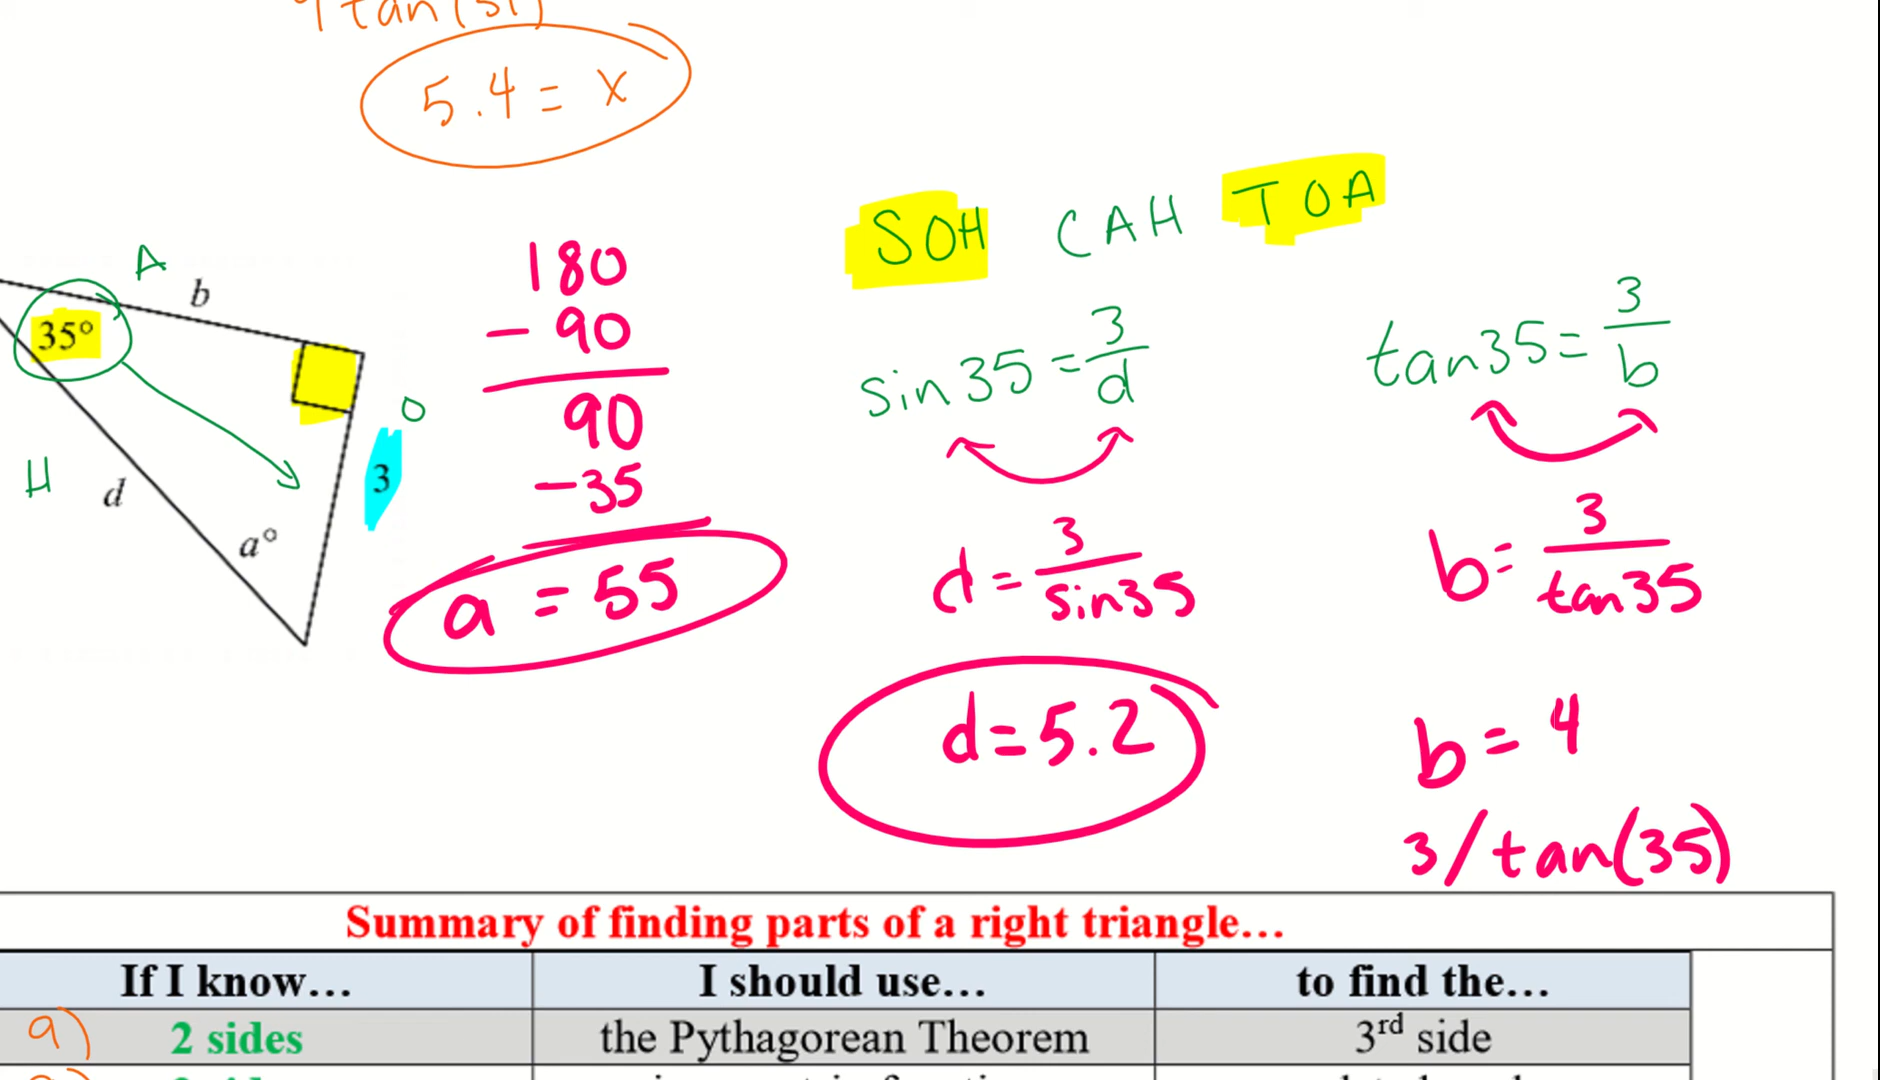 tan(51)
5.4 = x
SOH CAH TOA
A
b
35°
H
d
a°
O
3
180
- 90
90
-35
a = 55
sin35 = 3/d
d = 3/sin35
d = 5.2
tan35 = 3/b
b = 3/tan35
b = 4
3/tan(35)
Summary of finding parts of a right triangle…
If I know… I should use… to find the…
a) 2 sides the Pythagorean Theorem 3rd side